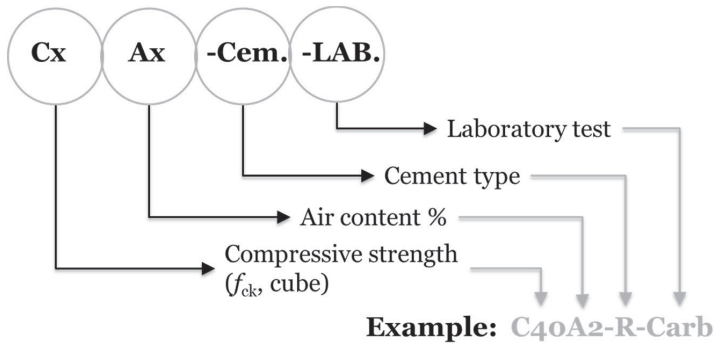 Cx Ax -Cem. -LAB.
Laboratory test
Cement type
Air content %
Compressive strength
(fck, cube)
Example: C40A2-R-Carb